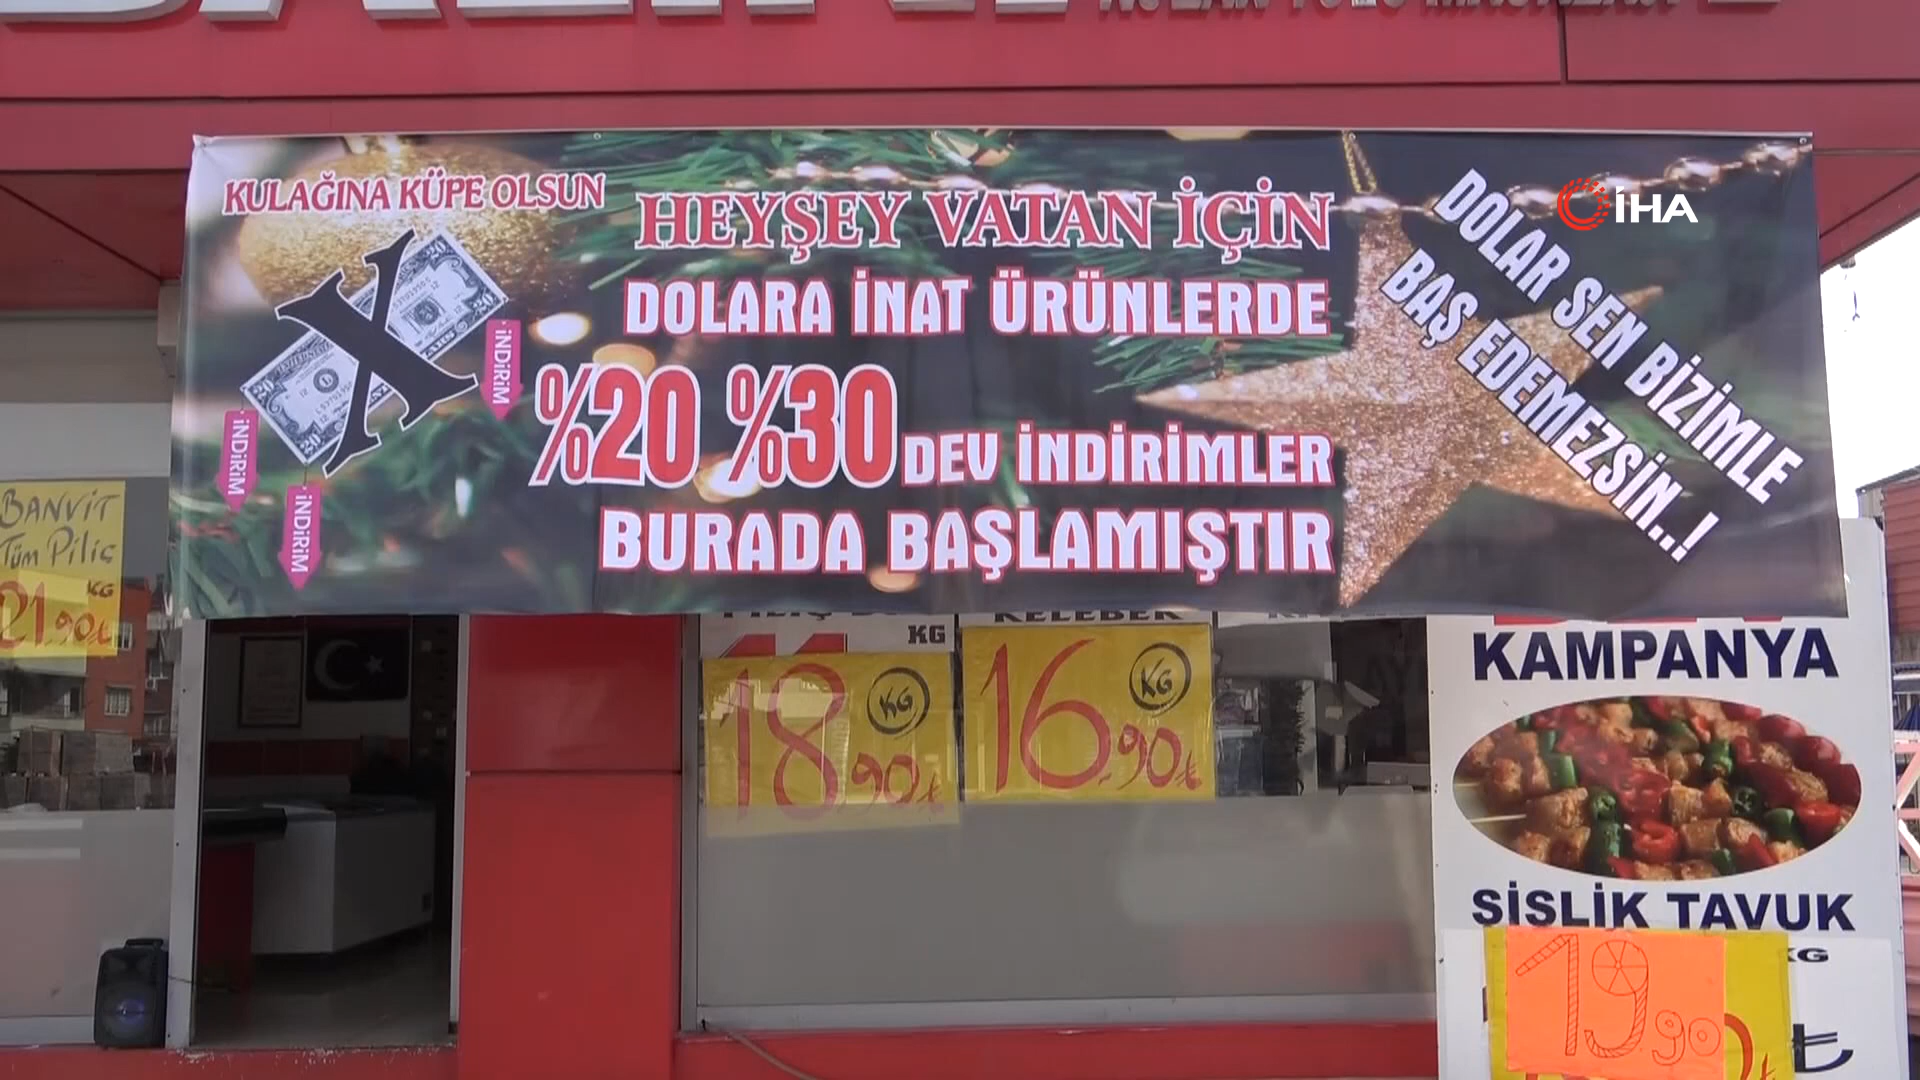 KULAĞINA KÜPE OLSUN
HEYŞEY VATAN İÇİN
DOLARA İNAT ÜRÜNLERDE
%20 %30 DEV İNDİRİMLER
BURADA BAŞLAMIŞTIR
DOLAR SEN BİZİMLE
BAŞ EDEMEZSİN..!
İNDİRİM
İNDİRİM
İNDİRİM
İHA
BANVİT
Tüm Piliç
KG
21.90₺
KELEBEK
KG
18.90₺
KG
16.90₺
KG
KAMPANYA
SİSLİK TAVUK
KG
19.90
₺